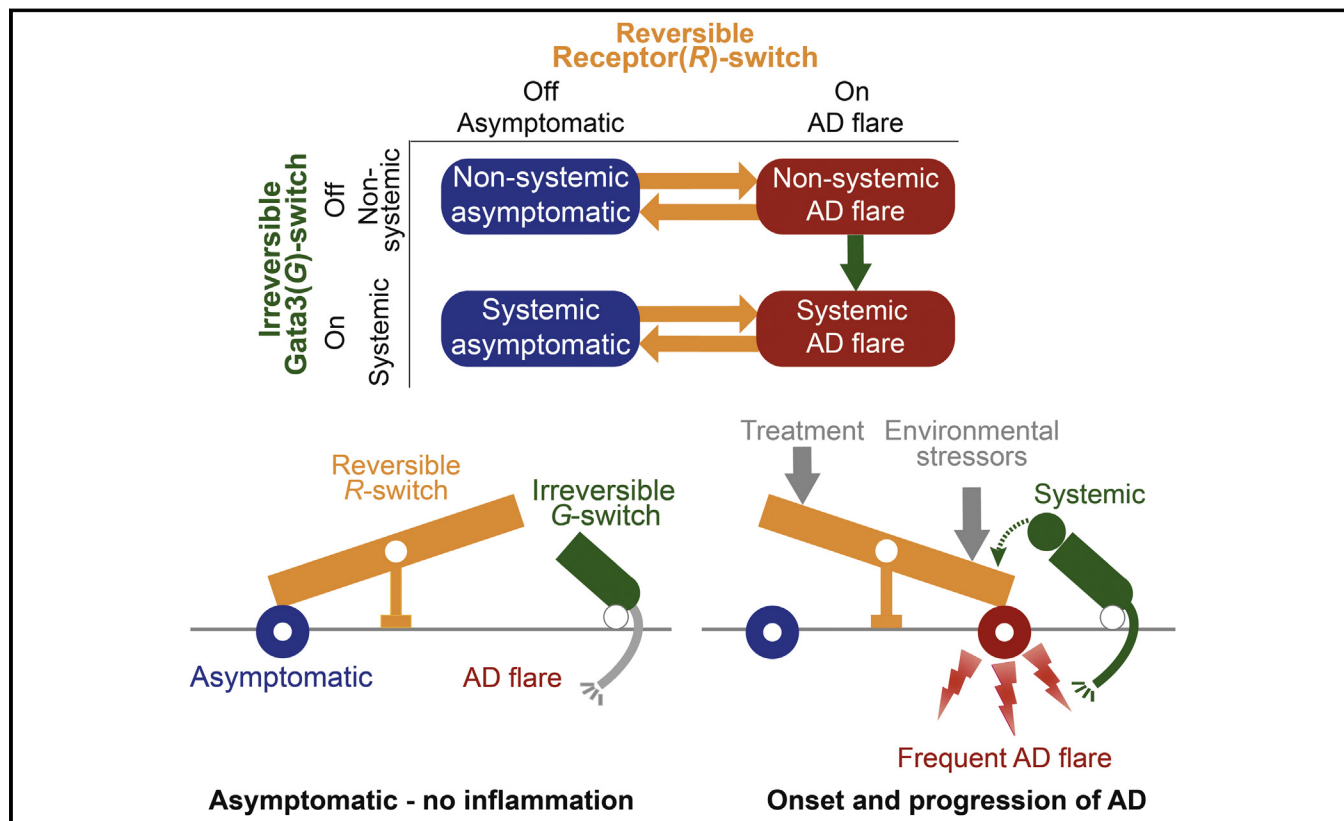 Reversible
Receptor(R)-switch
Off
Asymptomatic
On
AD flare
Irreversible
Gata3(G)-switch
Off
Non-
systemic
Non-systemic
asymptomatic
Non-systemic
AD flare
On
Systemic
Systemic
asymptomatic
Systemic
AD flare
Reversible
R-switch
Irreversible
G-switch
Asymptomatic
AD flare
Asymptomatic - no inflammation
Treatment
Environmental
stressors
Systemic
Frequent AD flare
Onset and progression of AD